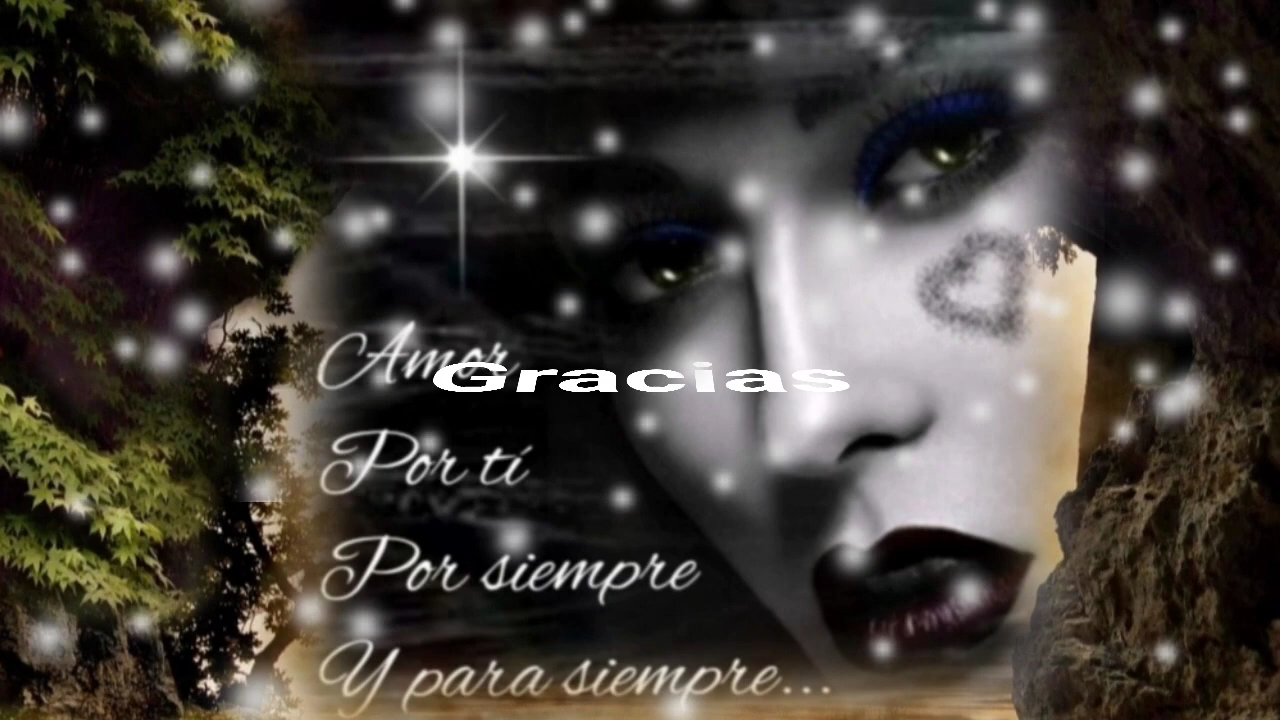 Amor
Gracias
Por tí
Por siempre
Y para siempre...